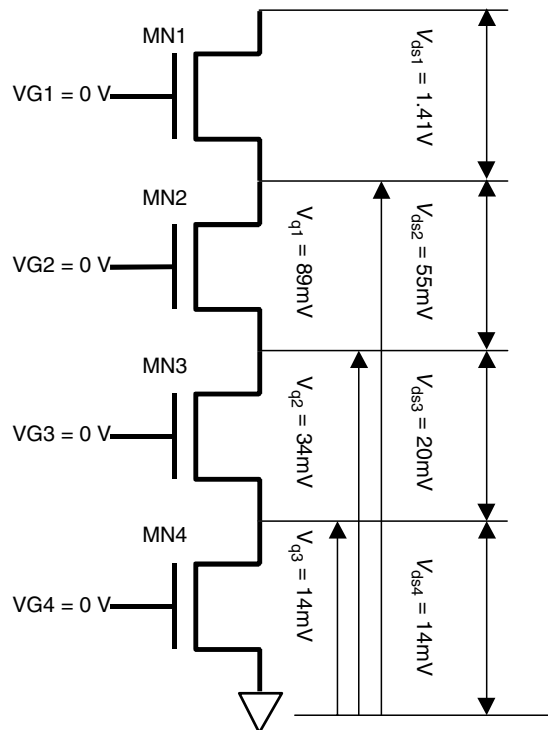 MN1
VG1 = 0 V
Vds1 = 1.41V
MN2
VG2 = 0 V
Vq1 = 89mV
Vds2 = 55mV
MN3
VG3 = 0 V
Vq2 = 34mV
Vds3 = 20mV
MN4
VG4 = 0 V
Vq3 = 14mV
Vds4 = 14mV